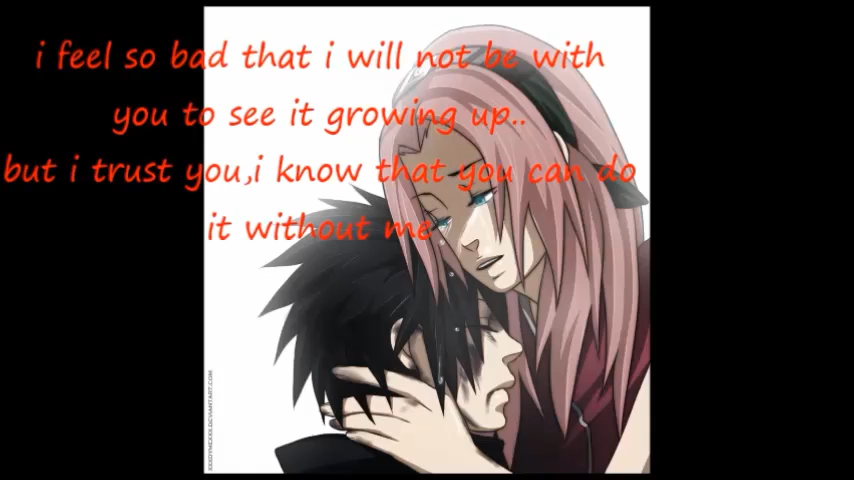 i feel so bad that i will not be with
you to see it growing up..
but i trust you,i know that you can do
it without me